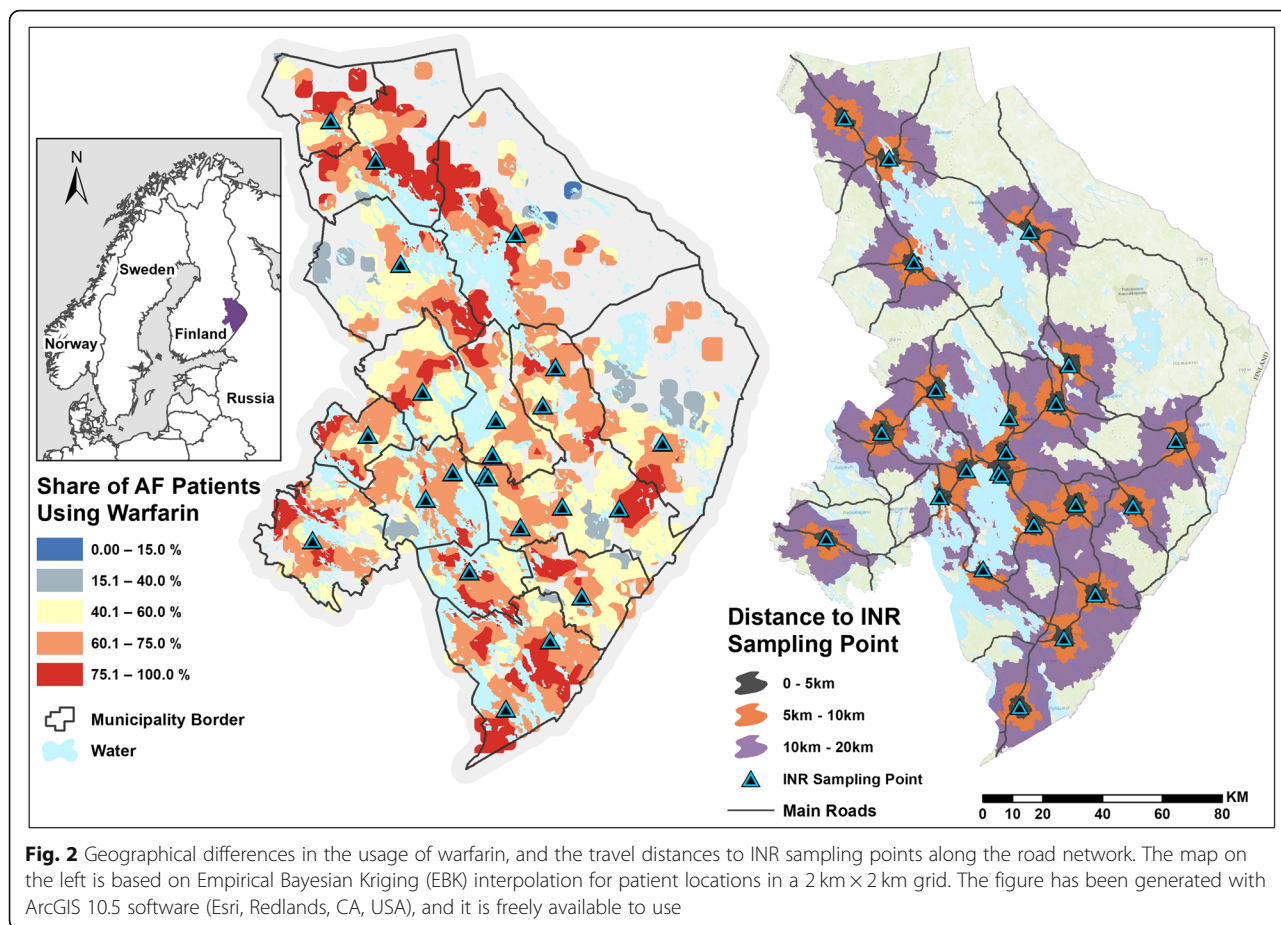 N
Sweden
Finland
Norway
Russia
Share of AF Patients
Using Warfarin
0.00 – 15.0 %
15.1 – 40.0 %
40.1 – 60.0 %
60.1 – 75.0 %
75.1 – 100.0 %
Municipality Border
Water
FINLAND
Distance to INR
Sampling Point
0 - 5km
5km - 10km
10km - 20km
INR Sampling Point
Main Roads
KM
0 10 20 40 60 80
Fig. 2 Geographical differences in the usage of warfarin, and the travel distances to INR sampling points along the road network. The map on
the left is based on Empirical Bayesian Kriging (EBK) interpolation for patient locations in a 2 km × 2 km grid. The figure has been generated with
ArcGIS 10.5 software (Esri, Redlands, CA, USA), and it is freely available to use